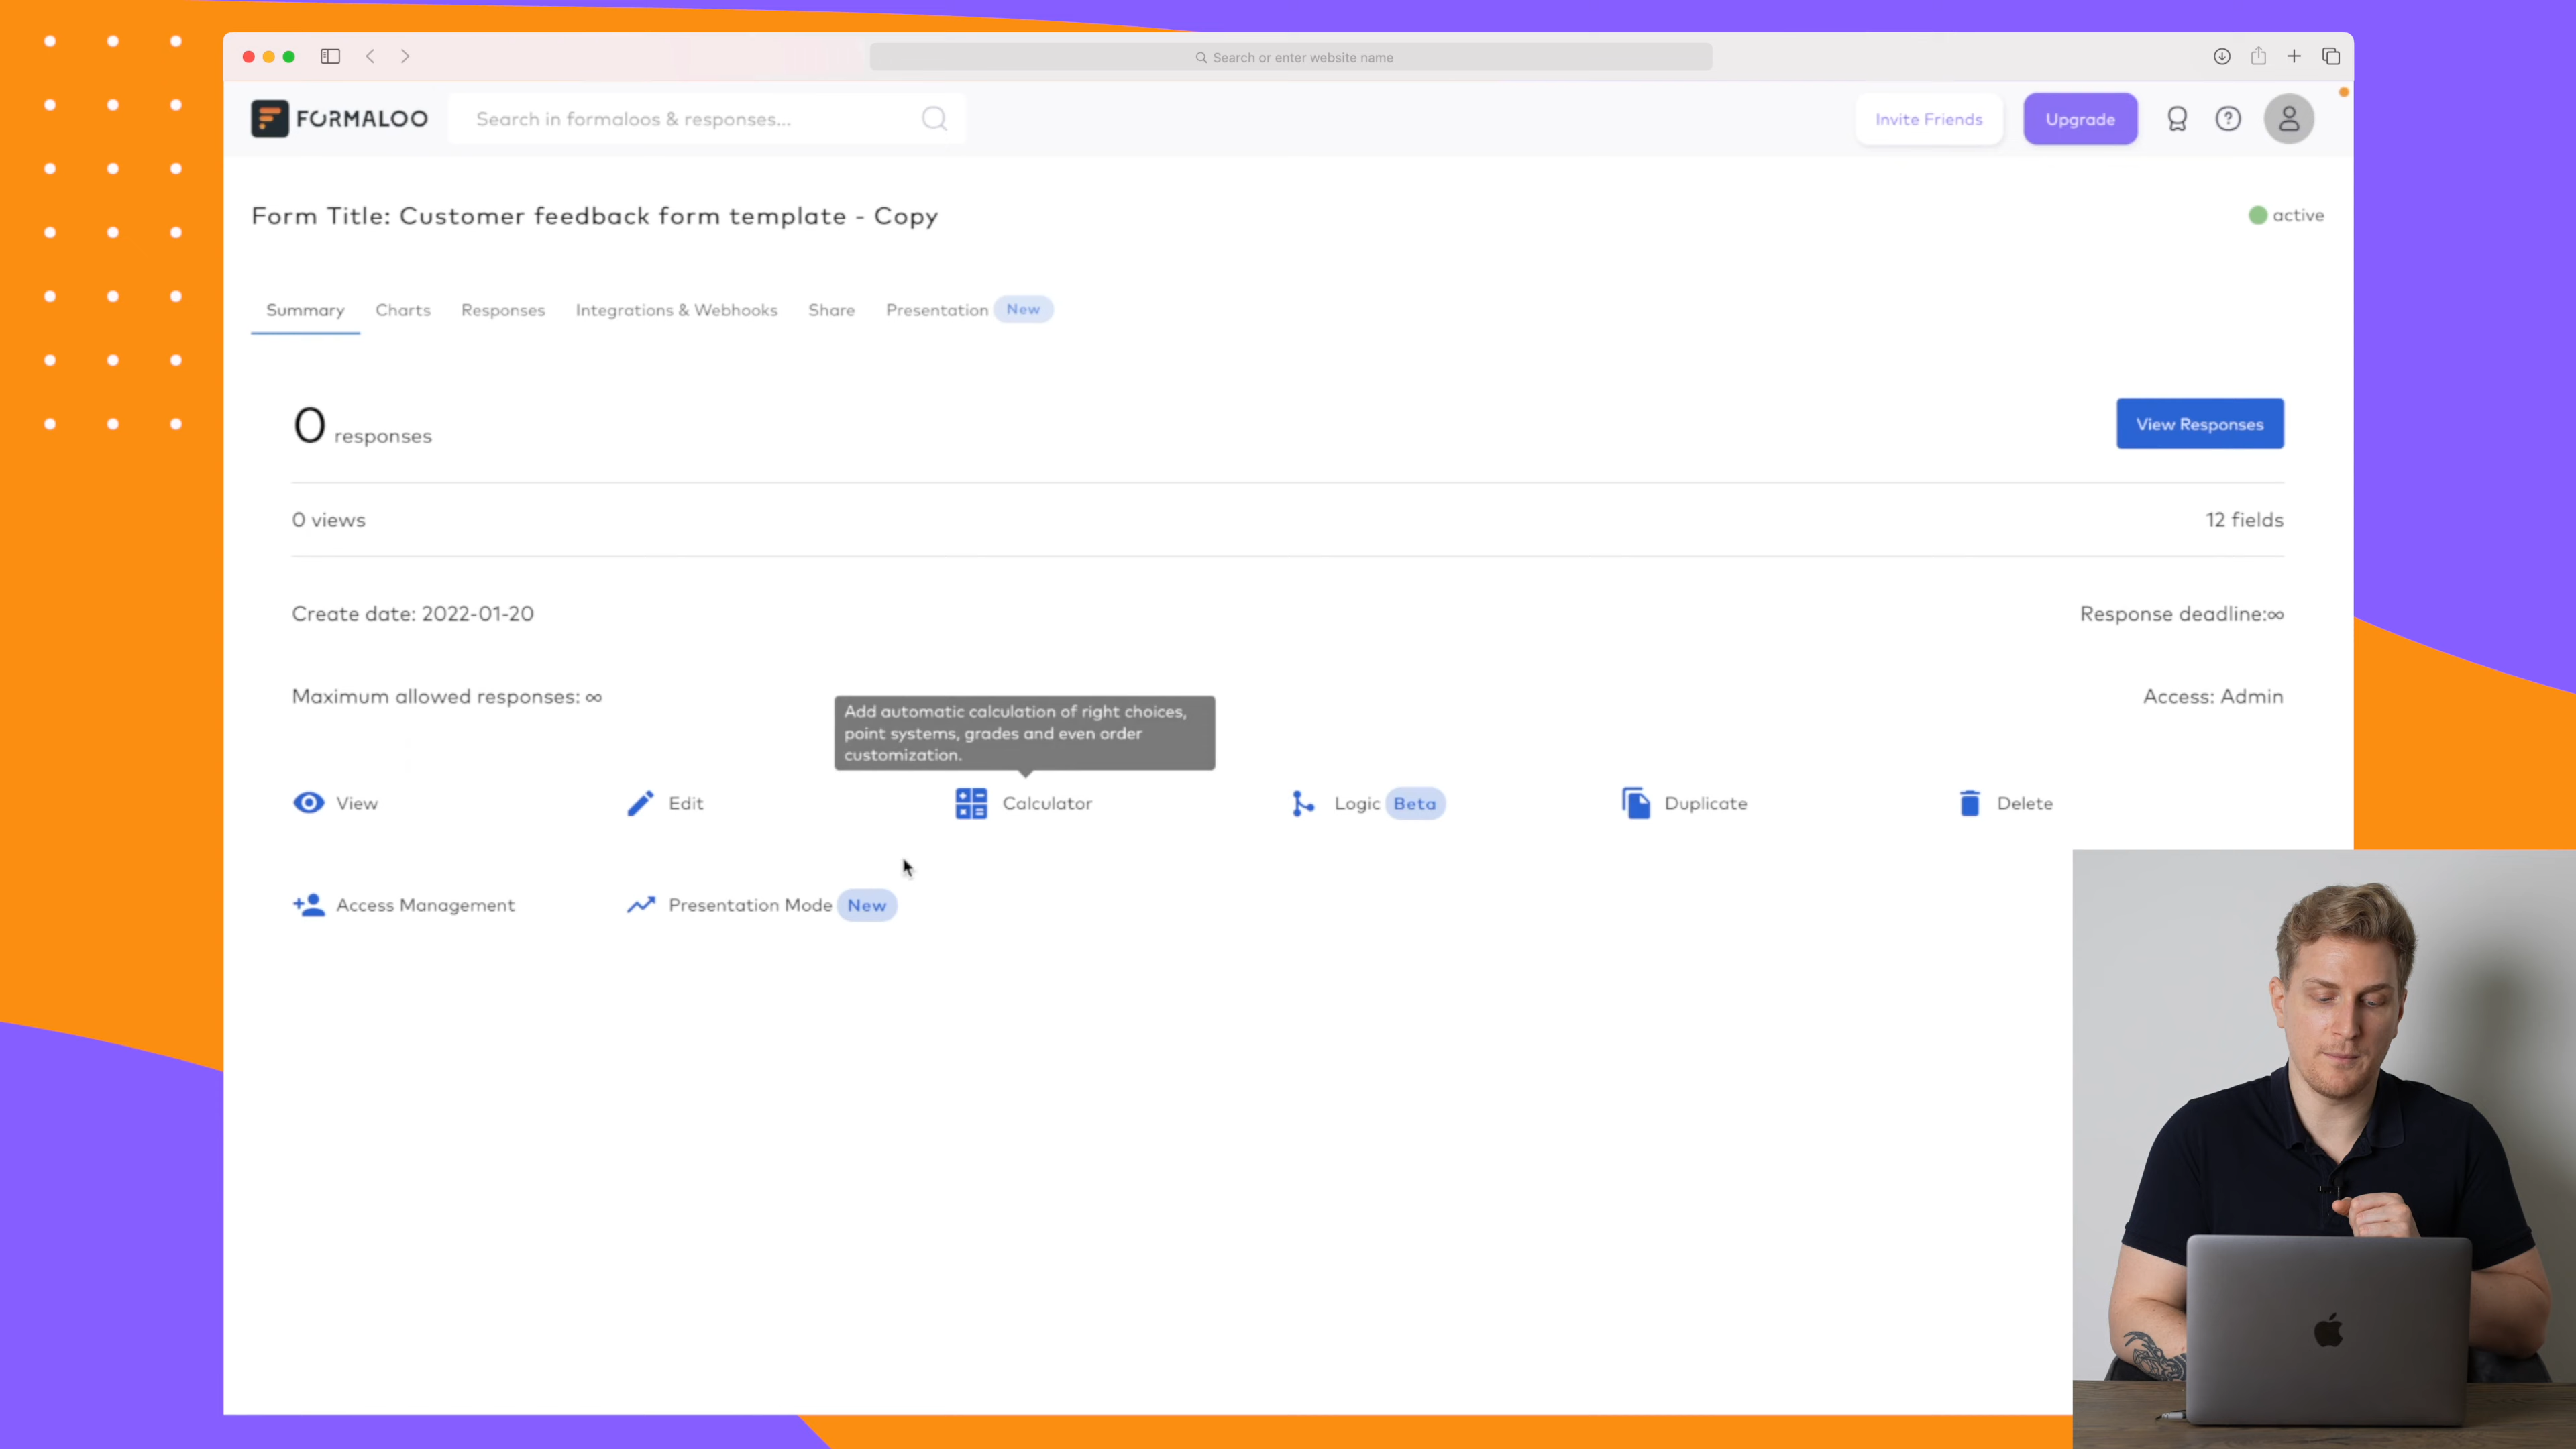 Search or enter website name
FORMALOO
Search in formaloos & responses...
Invite Friends
Upgrade
?
Form Title: Customer feedback form template - Copy
active
Summary
Charts
Responses
Integrations & Webhooks
Share
Presentation New
0 responses
View Responses
0 views
12 fields
Create date: 2022-01-20
Response deadline:∞
Maximum allowed responses: ∞
Access: Admin
Add automatic calculation of right choices,
point systems, grades and even order
customization.
View
Edit
Calculator
Logic Beta
Duplicate
Delete
Access Management
Presentation Mode New